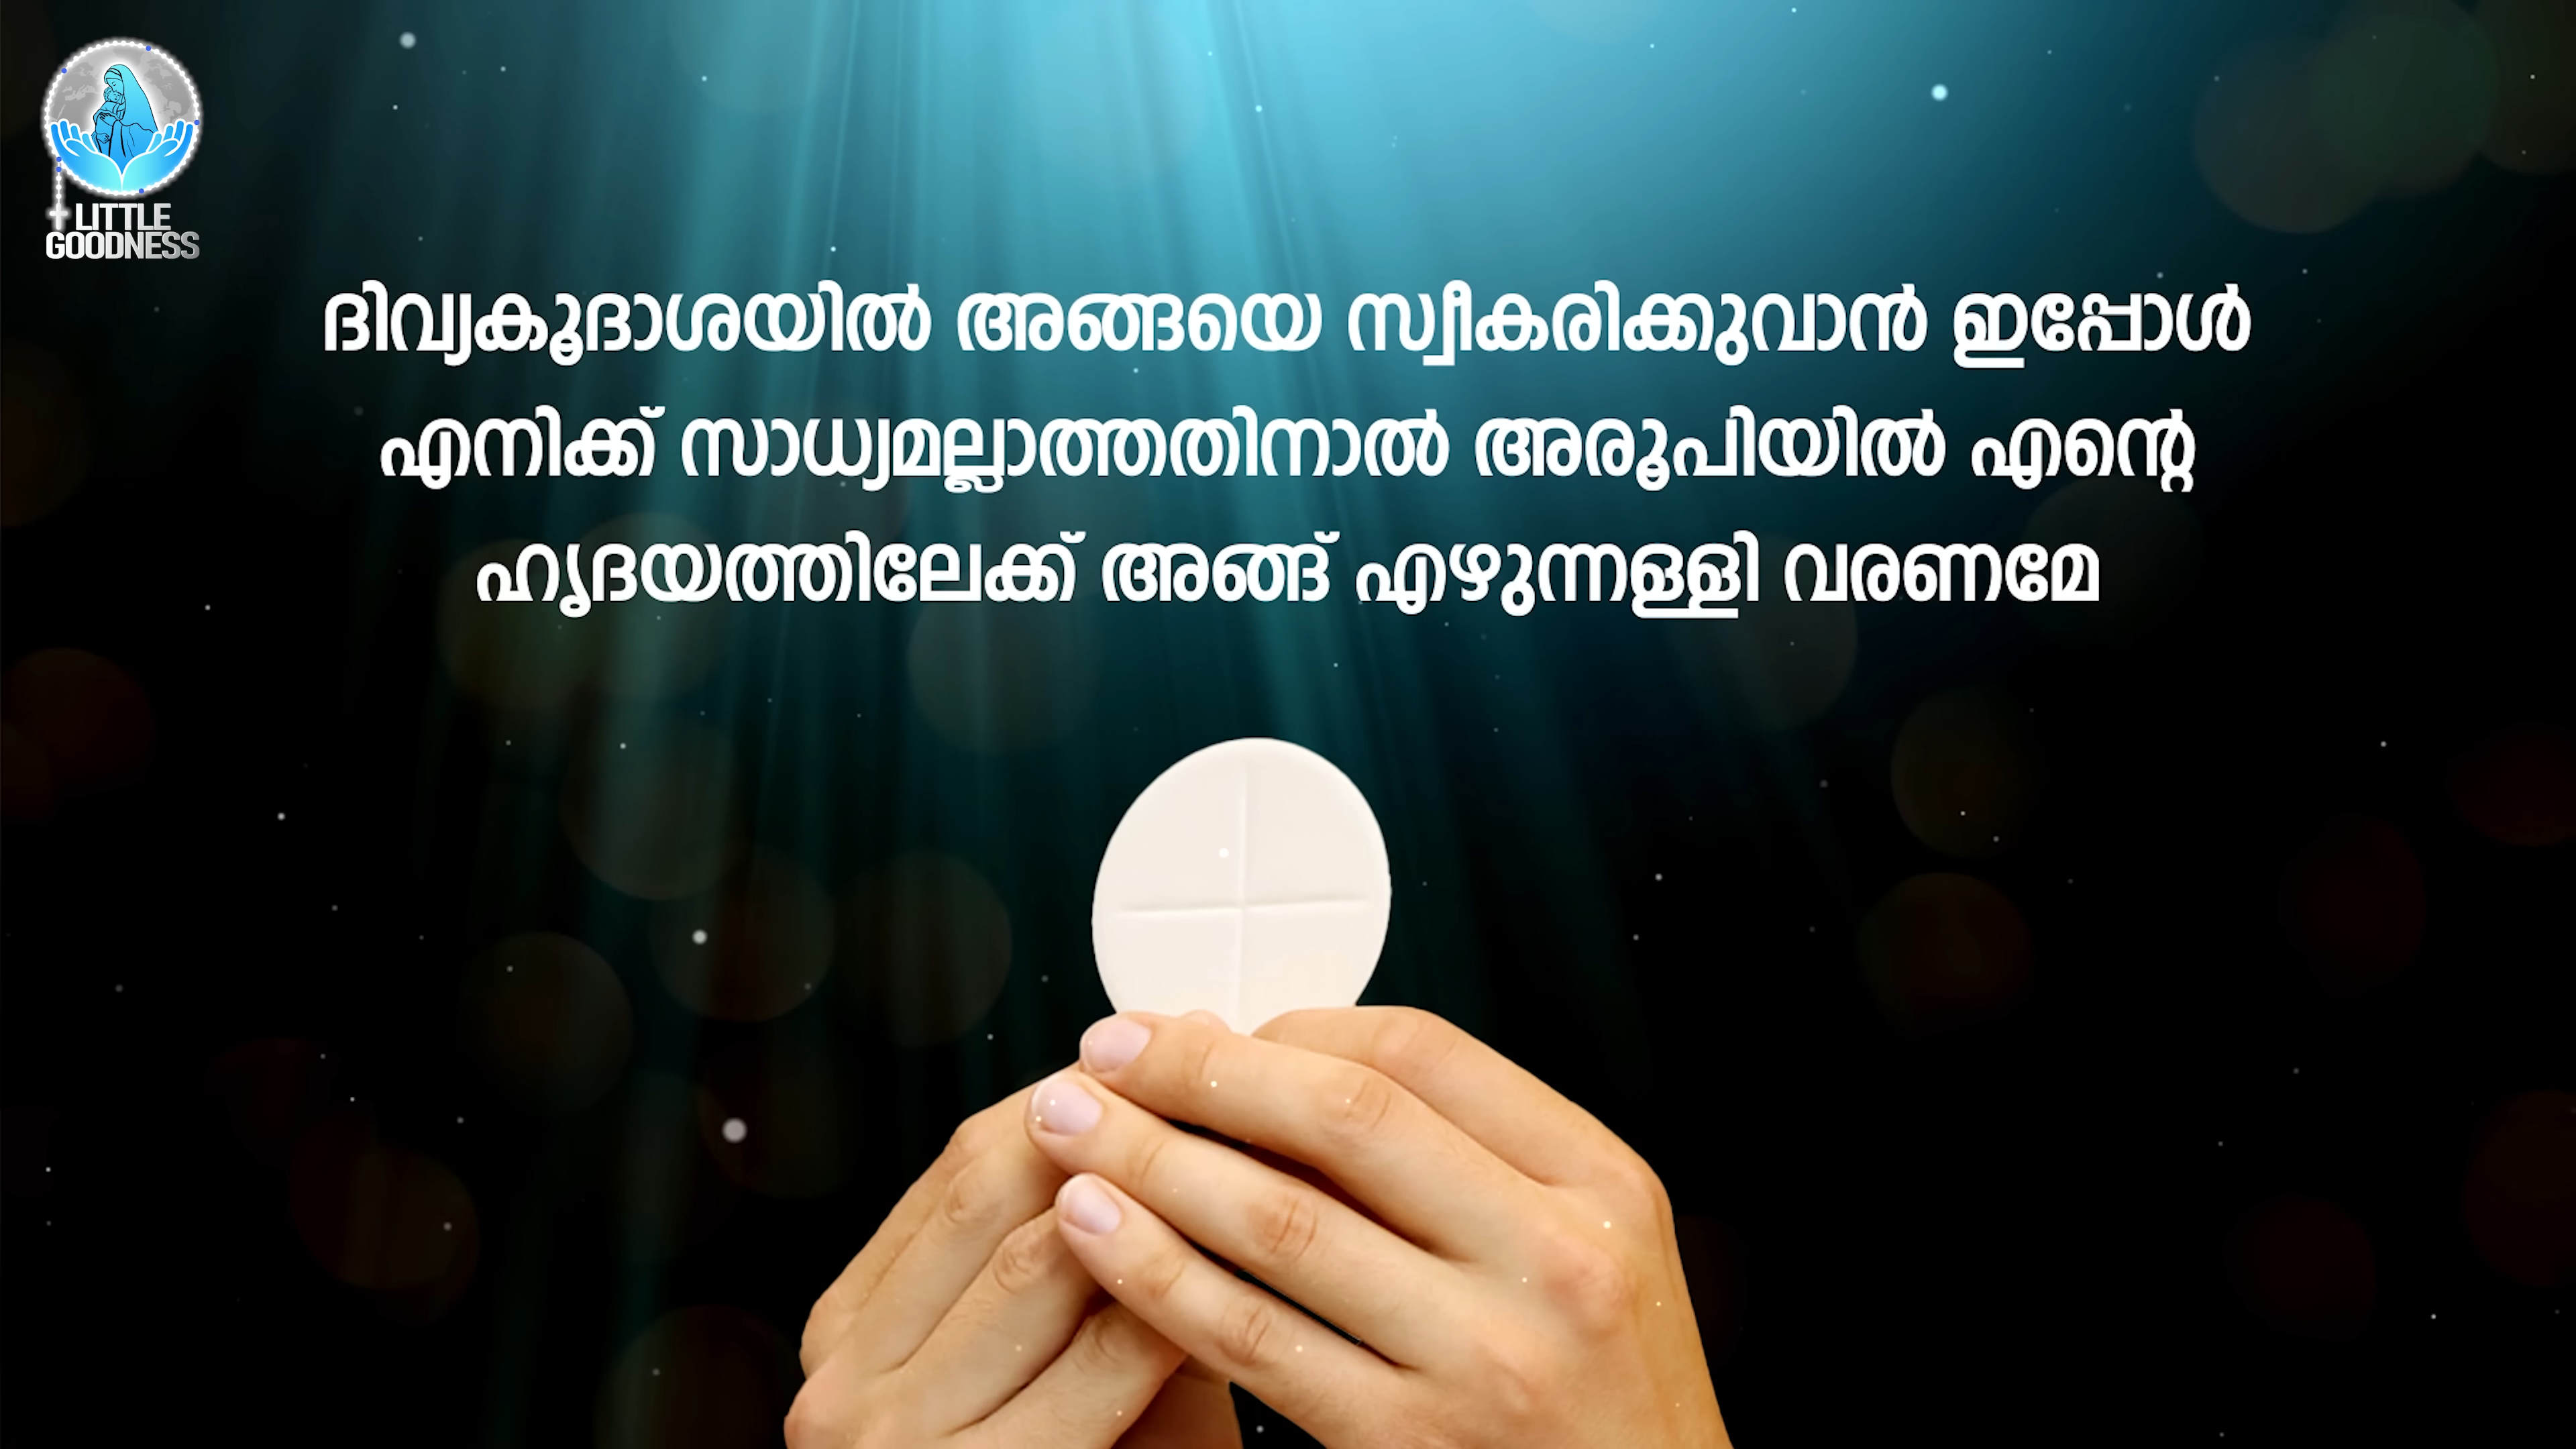 LITTLE
GOODNESS
ദിവ്യകൂദാശയിൽ അങ്ങയെ സ്വീകരിക്കുവാൻ ഇപ്പോൾ
എനിക്ക് സാധ്യമല്ലാത്തതിനാൽ അരൂപിയിൽ എന്റെ
ഹൃദയത്തിലേക്ക് അങ്ങ് എഴുന്നള്ളി വരണമേ